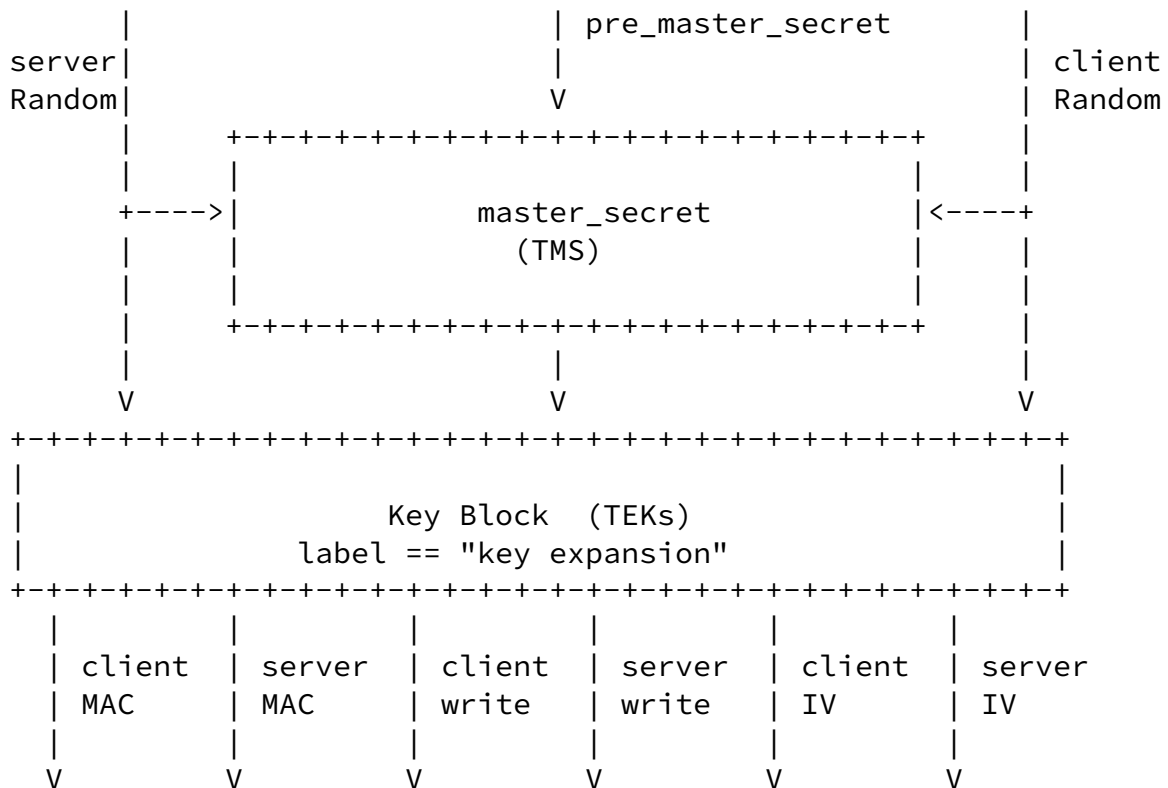 pre_master_secret
server client
Random Random
master_secret
(TMS)
Key Block (TEKs)
label == "key expansion"
client server client server client server
MAC MAC write write IV IV